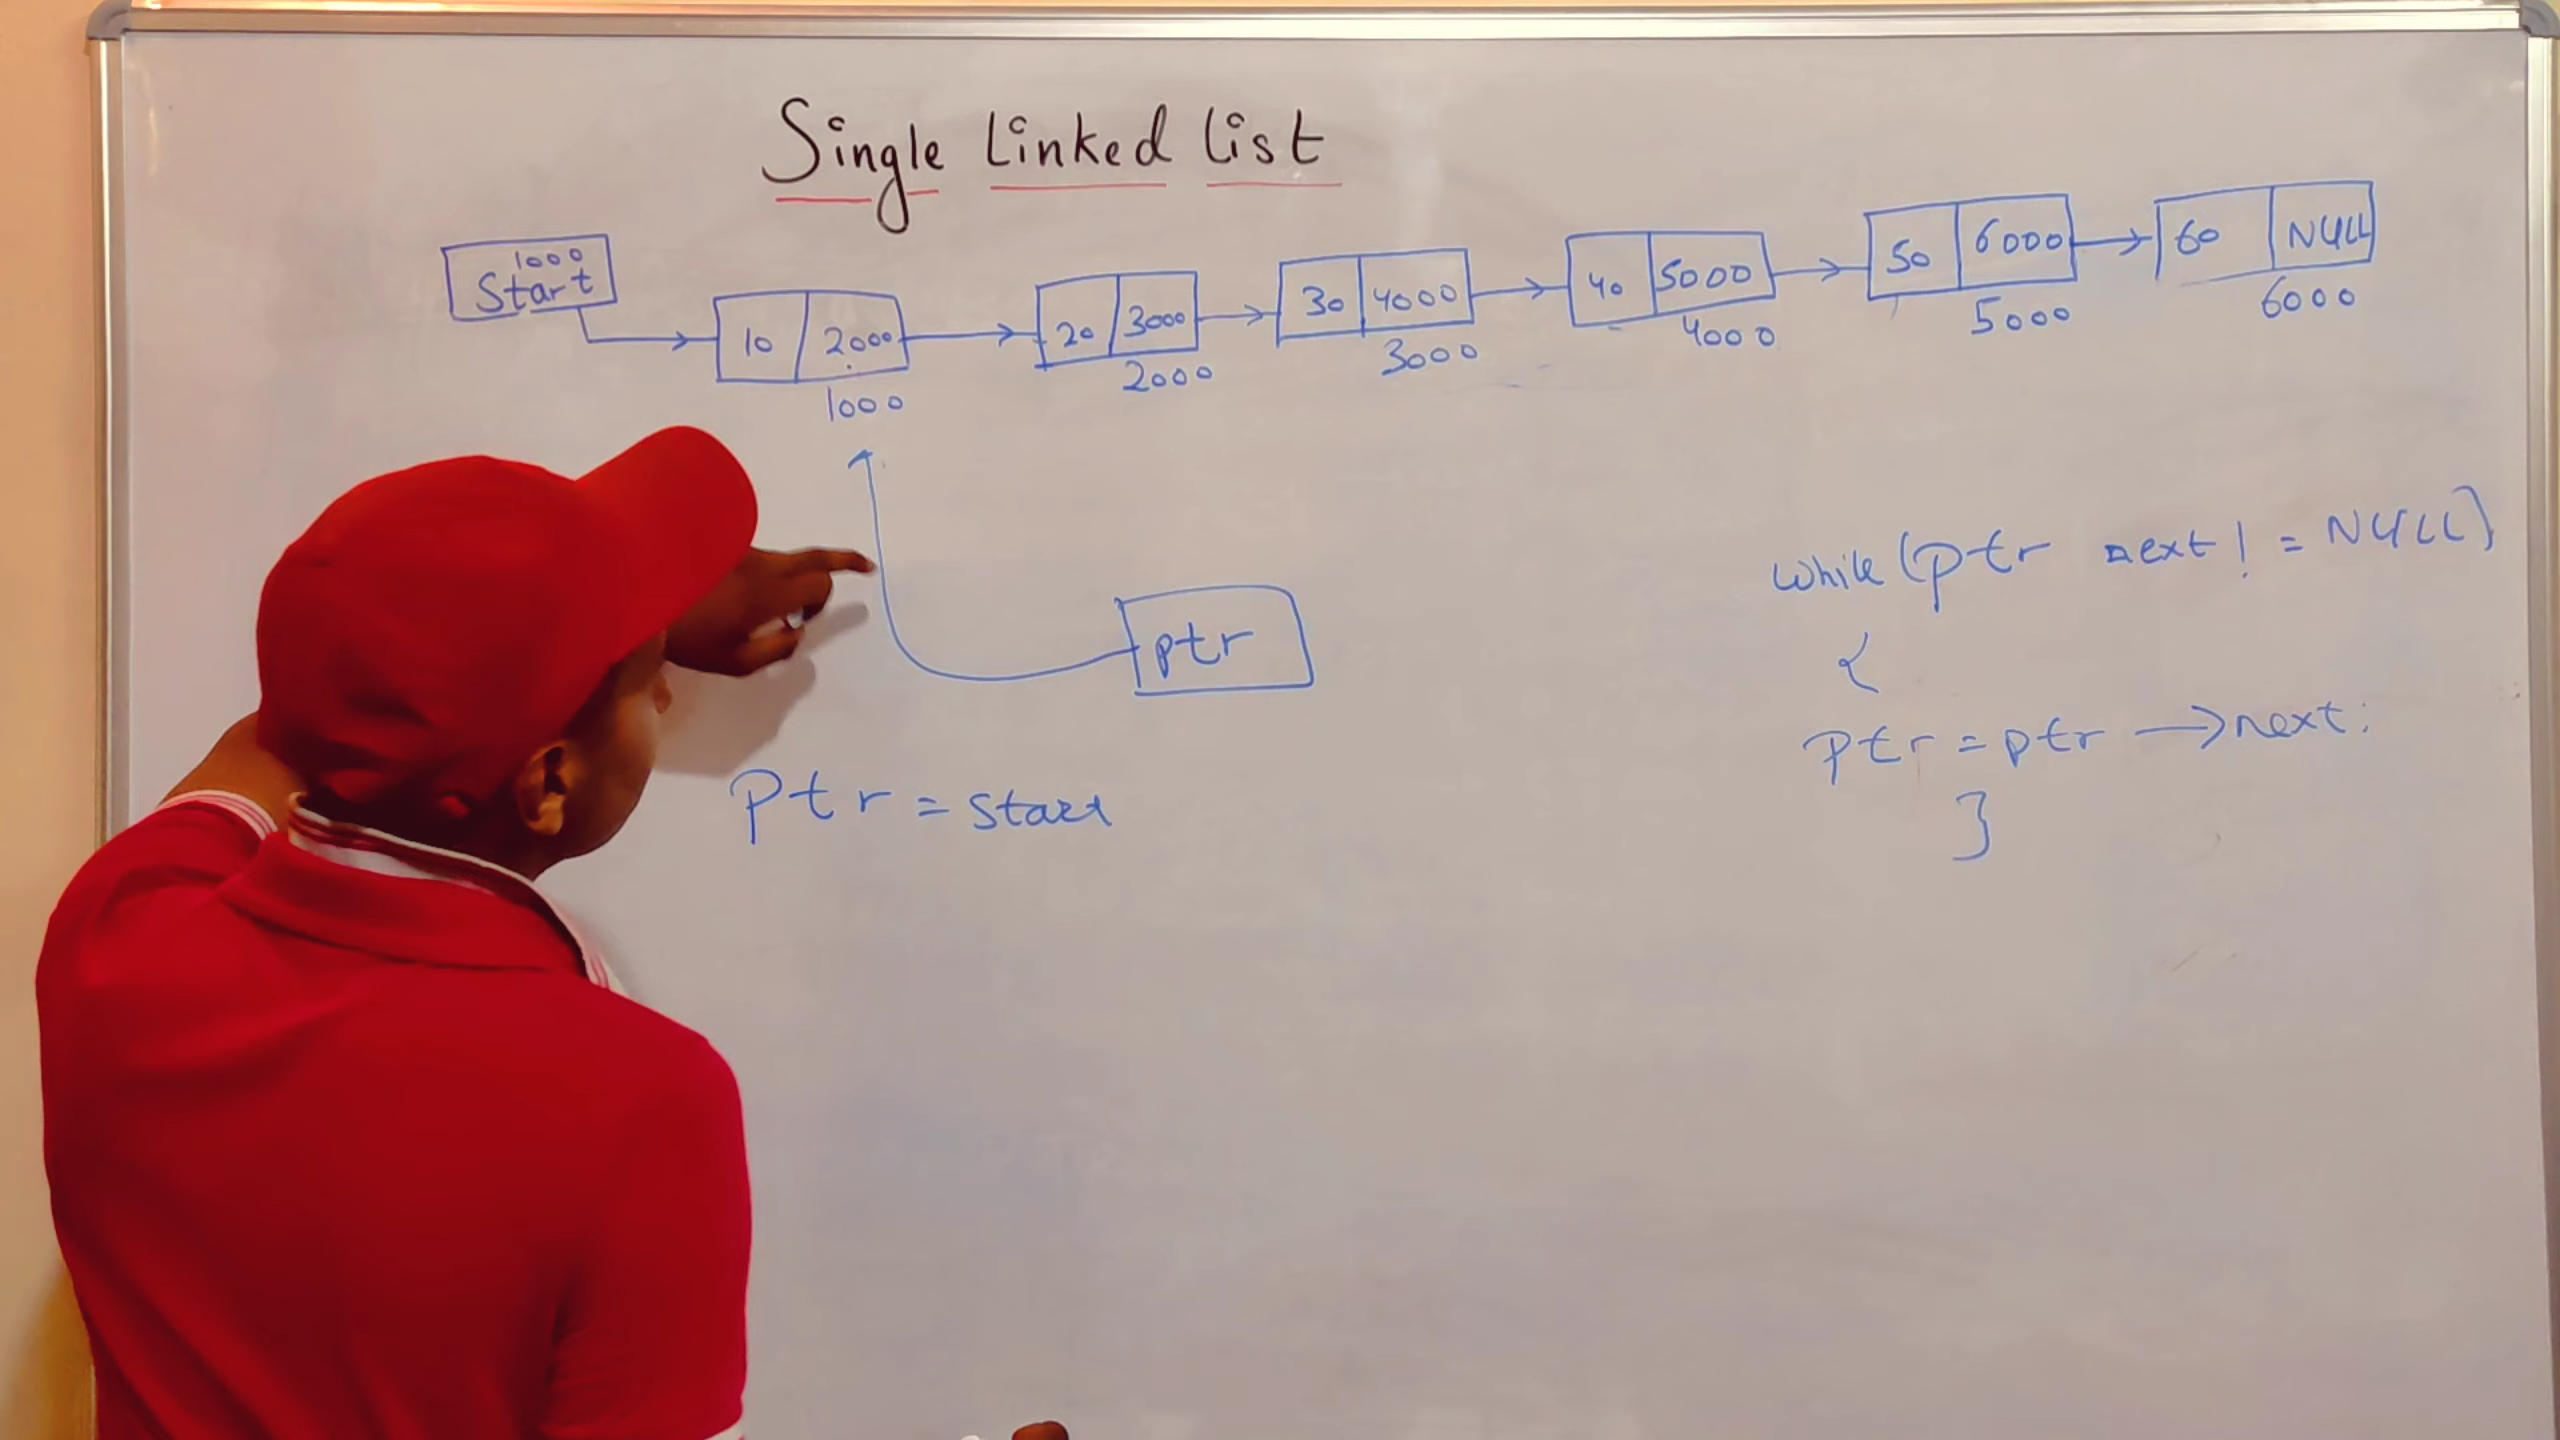 Single Linked List
1000
Start
10 2000
1000
20 3000
2000
30 4000
3000
40 5000
4000
50 6000
5000
60 NULL
6000
ptr
Ptr = start
while (ptr next != NULL)
{
ptr = ptr → next;
}